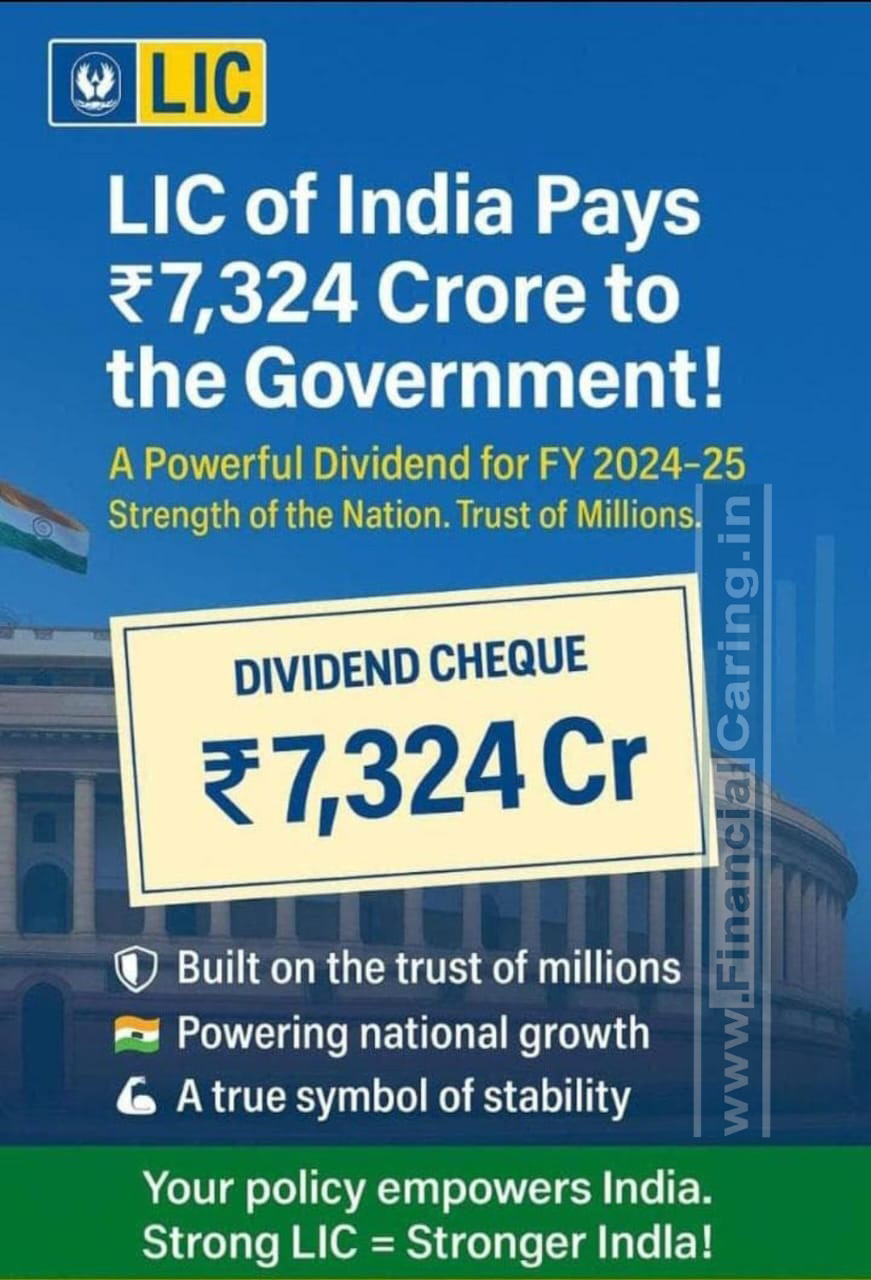 LIC
LIC of India Pays
₹7,324 Crore to
the Government!
A Powerful Dividend for FY 2024-25
Strength of the Nation. Trust of Millions.
DIVIDEND CHEQUE
₹7,324 Cr
Built on the trust of millions
Powering national growth
A true symbol of stability
www.FinancialCaring.in
Your policy empowers India.
Strong LIC = Stronger Indla!